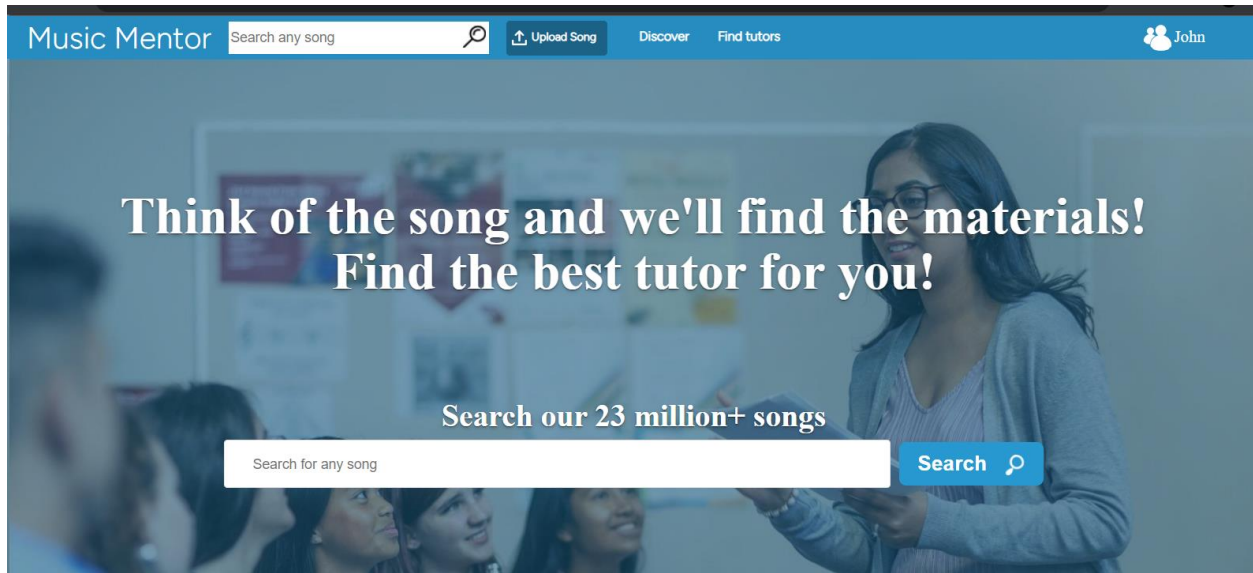 Music Mentor Search any song Upload Song Discover Find tutors John
Think of the song and we'll find the materials!
Find the best tutor for you!
Search our 23 million+ songs
Search for any song Search